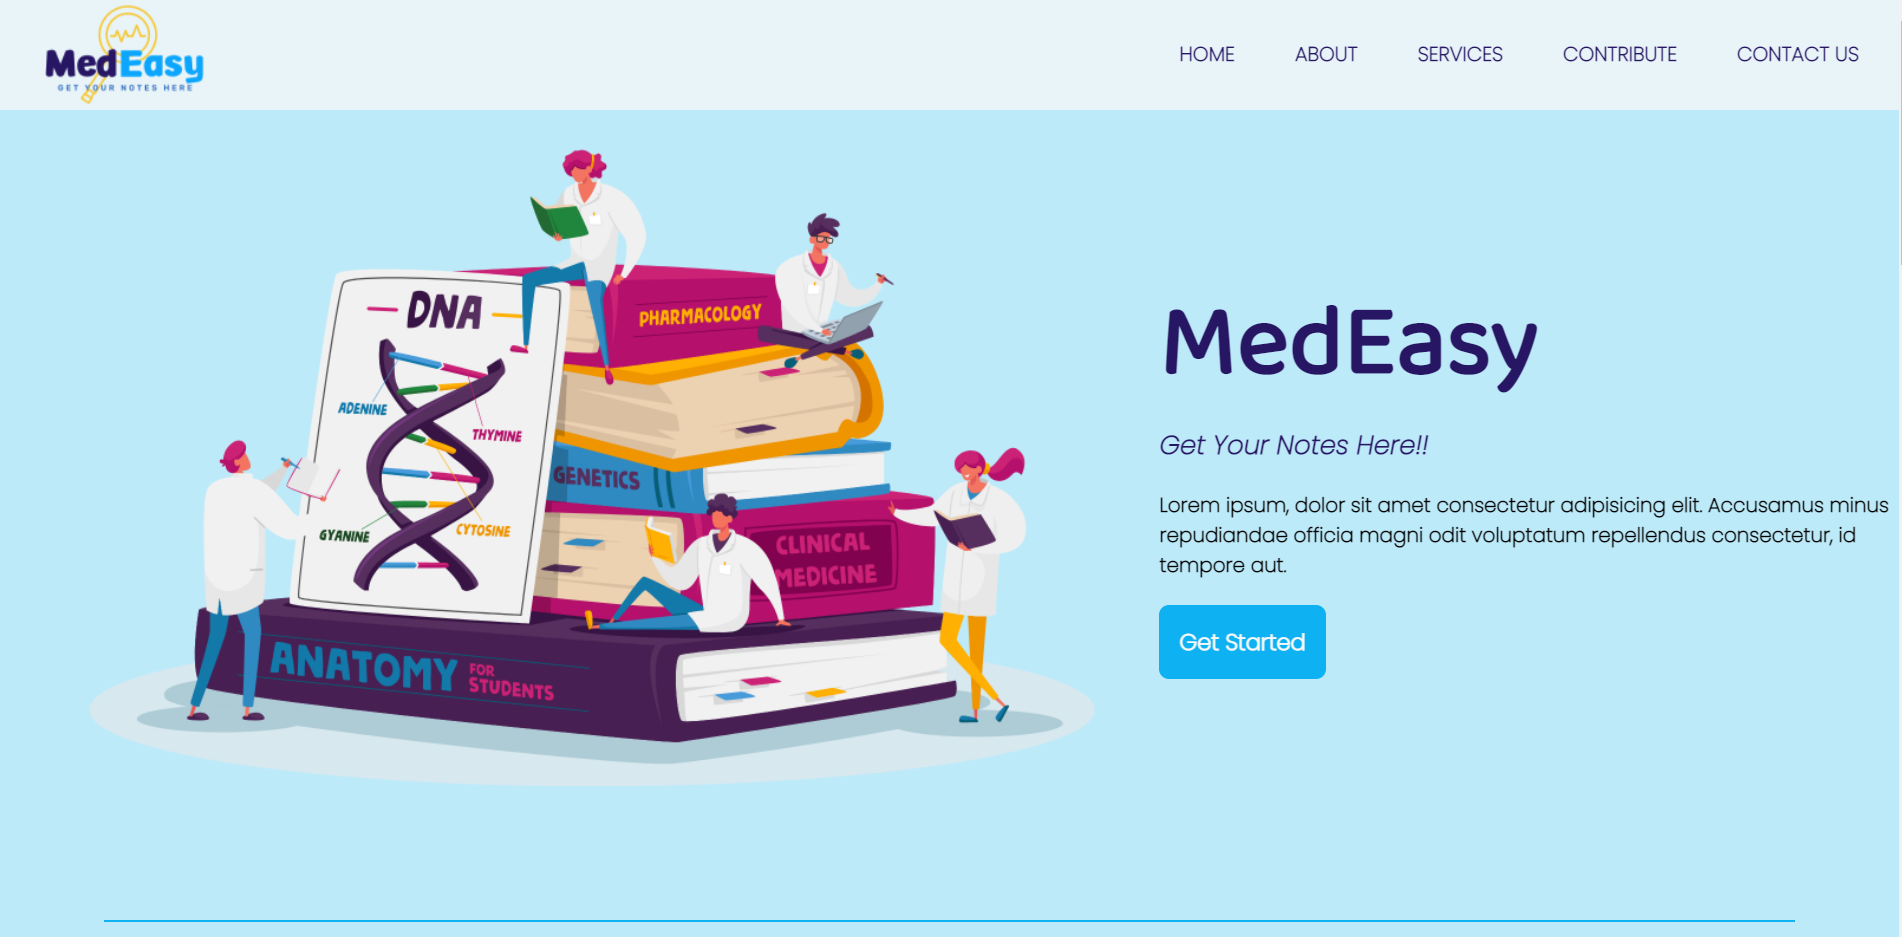 MedEasy
GET YOUR NOTES HERE
HOME
ABOUT
SERVICES
CONTRIBUTE
CONTACT US
DNA
ADENINE
THYMINE
GYANINE
CYTOSINE
PHARMACOLOGY
GENETICS
CLINICAL
MEDICINE
ANATOMY
FOR
STUDENTS
MedEasy
Get Your Notes Here!!
Lorem ipsum, dolor sit amet consectetur adipisicing elit. Accusamus minus
repudiandae officia magni odit voluptatum repellendus consectetur, id
tempore aut.
Get Started